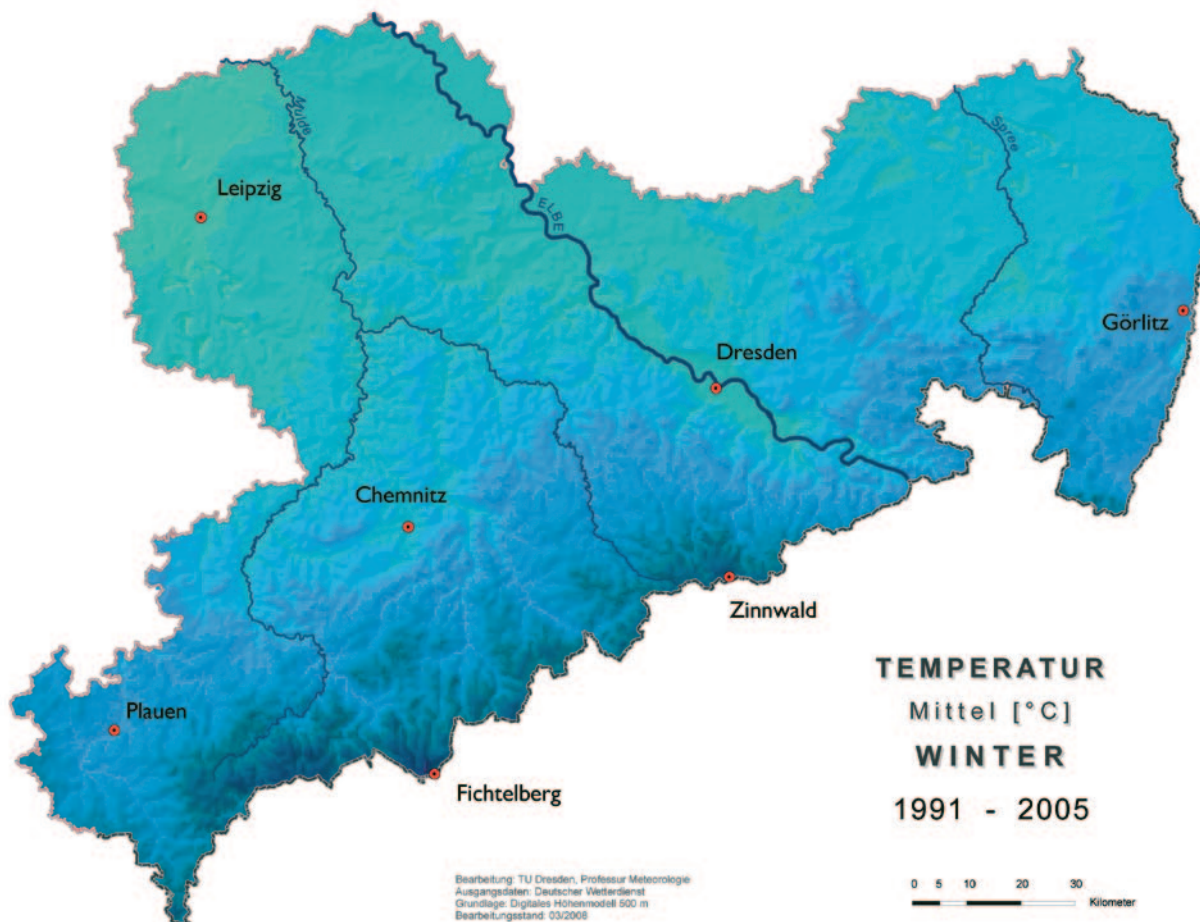 Mulde
Spree
Leipzig
ELBE
Görlitz
Dresden
Chemnitz
Zinnwald
Plauen
Fichtelberg
TEMPERATUR
Mittel [°C]
WINTER
1991 - 2005
Bearbeitung: TU Dresden, Professur Meteorologie
Ausgangsdaten: Deutscher Wetterdienst
Grundlage: Digitales Höhenmodell 500 m
Bearbeitungsstand: 03/2008
0 5 10 20 30
Kilometer